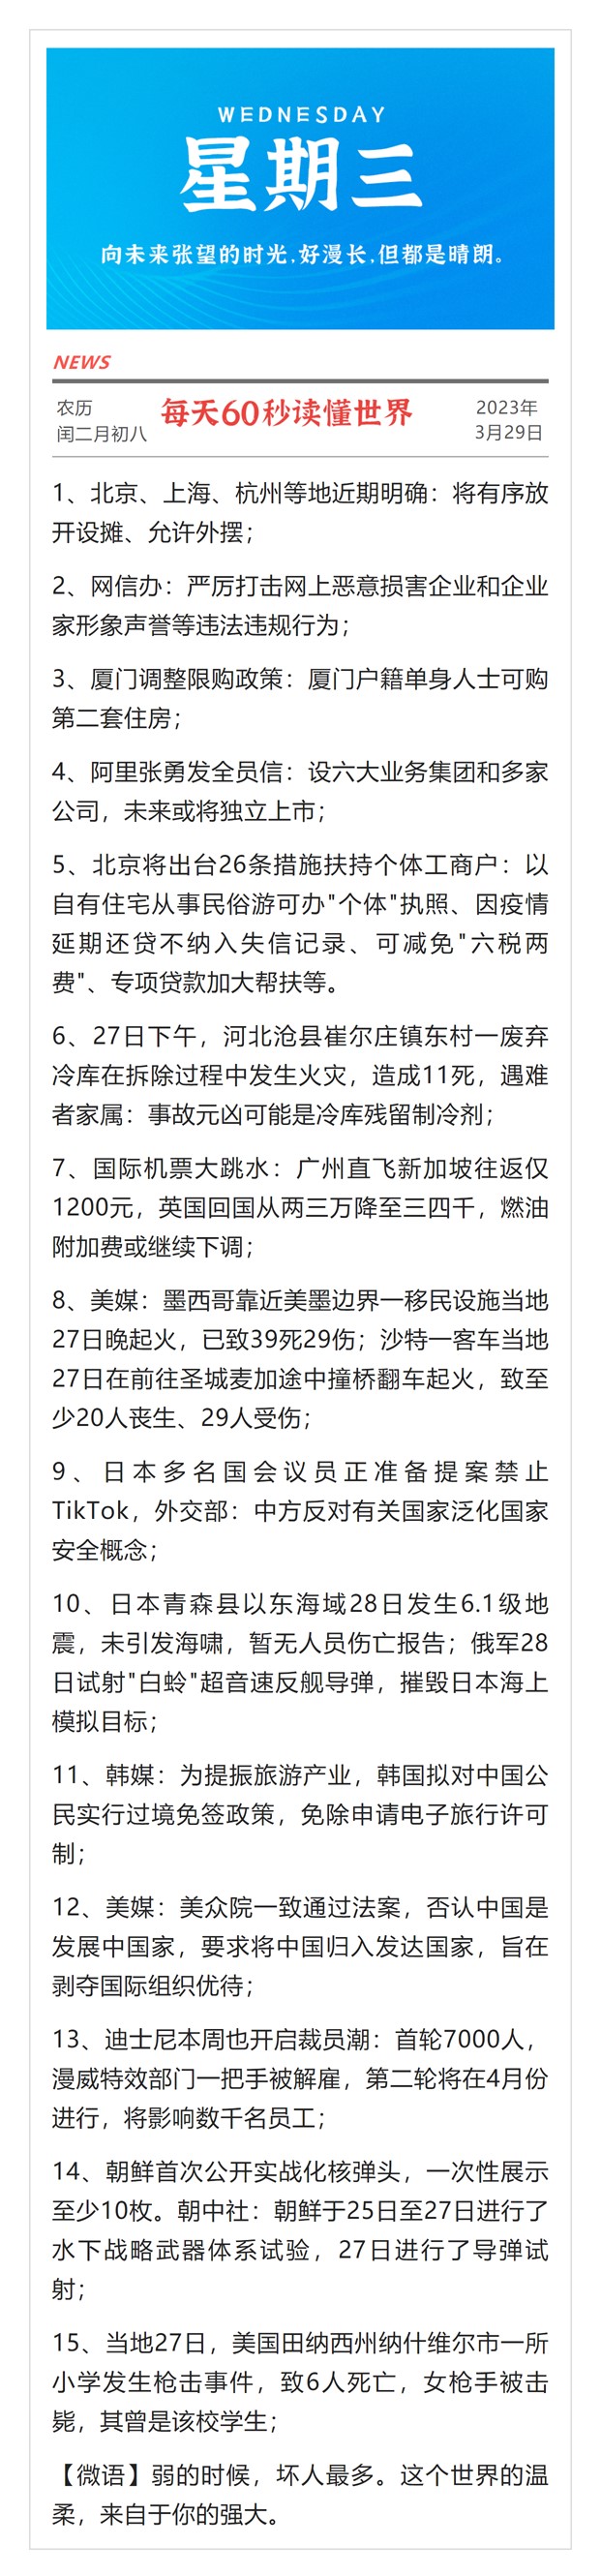 WEDNESDAY
星期三
向未来张望的时光,好漫长,但都是晴朗。
NEWS
农历
闰二月初八
每天60秒读懂世界
2023年
3月29日
1、北京、上海、杭州等地近期明确：将有序放
开设摊、允许外摆；
2、网信办：严厉打击网上恶意损害企业和企业
家形象声誉等违法违规行为；
3、厦门调整限购政策：厦门户籍单身人士可购
第二套住房；
4、阿里张勇发全员信：设六大业务集团和多家
公司，未来或将独立上市；
5、北京将出台26条措施扶持个体工商户：以
自有住宅从事民俗游可办"个体"执照、因疫情
延期还贷不纳入失信记录、可减免"六税两
费"、专项贷款加大帮扶等。
6、27日下午，河北沧县崔尔庄镇东村一废弃
冷库在拆除过程中发生火灾，造成11死，遇难
者家属：事故元凶可能是冷库残留制冷剂；
7、国际机票大跳水：广州直飞新加坡往返仅
1200元，英国回国从两三万降至三四千，燃油
附加费或继续下调；
8、美媒：墨西哥靠近美墨边界一移民设施当地
27日晚起火，已致39死29伤；沙特一客车当地
27日在前往圣城麦加途中撞桥翻车起火，致至
少20人丧生、29人受伤；
9、日本多名国会议员正准备提案禁止
TikTok，外交部：中方反对有关国家泛化国家
安全概念；
10、日本青森县以东海域28日发生6.1级地
震，未引发海啸，暂无人员伤亡报告；俄军28
日试射"白蛉"超音速反舰导弹，摧毁日本海上
模拟目标；
11、韩媒：为提振旅游产业，韩国拟对中国公
民实行过境免签政策，免除申请电子旅行许可
制；
12、美媒：美众院一致通过法案，否认中国是
发展中国家，要求将中国归入发达国家，旨在
剥夺国际组织优待；
13、迪士尼本周也开启裁员潮：首轮7000人，
漫威特效部门一把手被解雇，第二轮将在4月份
进行，将影响数千名员工；
14、朝鲜首次公开实战化核弹头，一次性展示
至少10枚。朝中社：朝鲜于25日至27日进行了
水下战略武器体系试验，27日进行了导弹试
射；
15、当地27日，美国田纳西州纳什维尔市一所
小学发生枪击事件，致6人死亡，女枪手被击
毙，其曾是该校学生；
【微语】弱的时候，坏人最多。这个世界的温
柔，来自于你的强大。